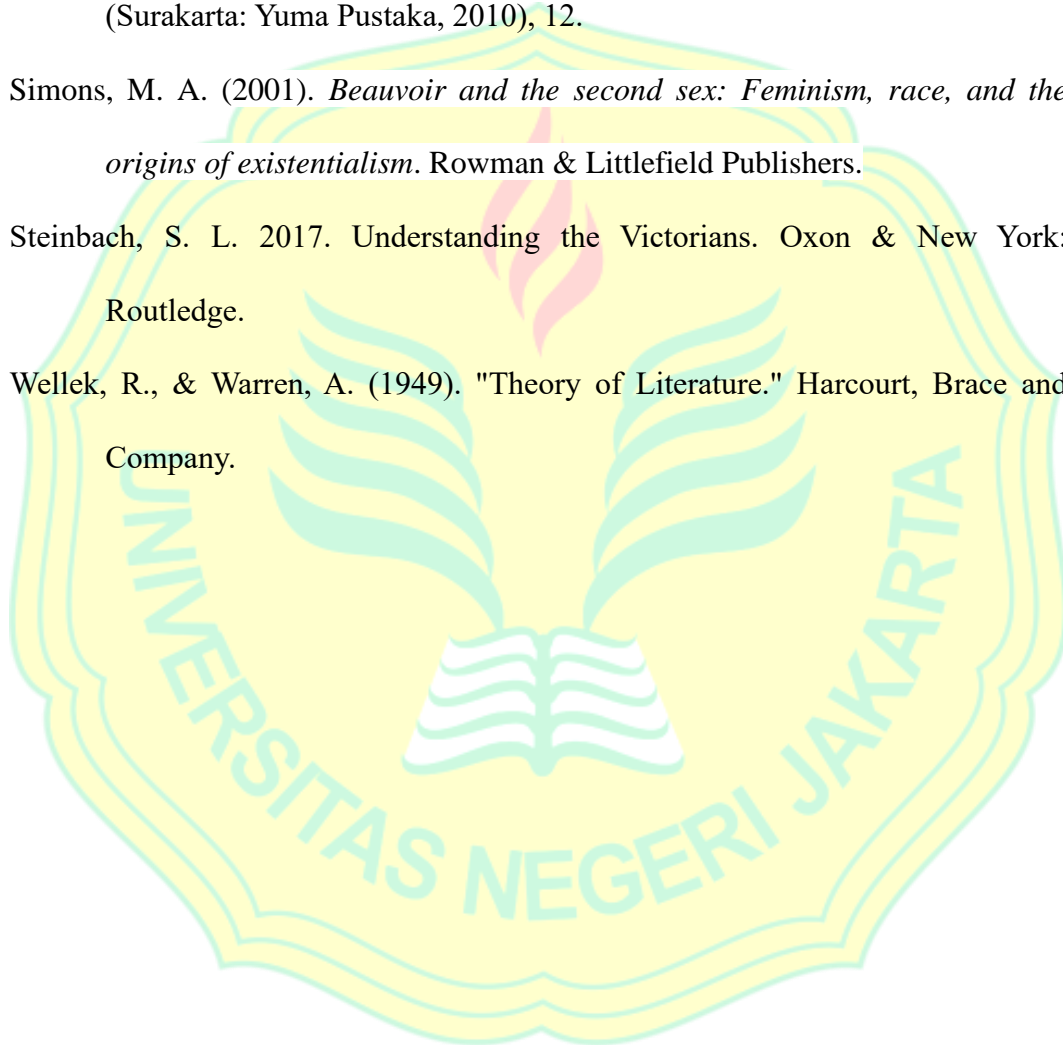 (Surakarta: Yuma Pustaka, 2010), 12.
Simons, M. A. (2001). Beauvoir and the second sex: Feminism, race, and the
origins of existentialism. Rowman & Littlefield Publishers.
Steinbach, S. L. 2017. Understanding the Victorians. Oxon & New York:
Routledge.
Wellek, R., & Warren, A. (1949). "Theory of Literature." Harcourt, Brace and
Company.
UNIVERSITAS NEGERI JAKARTA